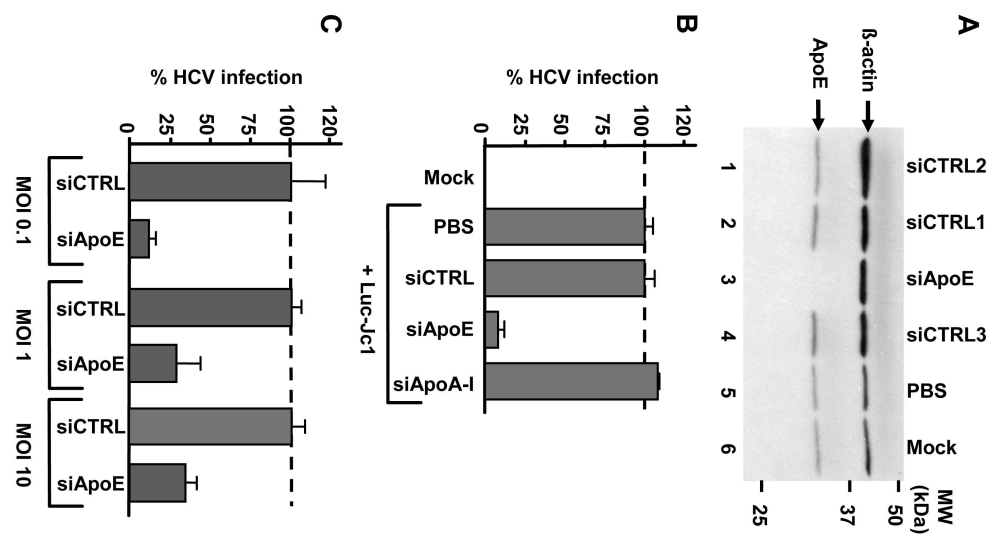 A
siCTRL2
siCTRL1
siApoE
siCTRL3
PBS
Mock
MW
(kDa)
50
37
25
ß-actin
ApoE
1
2
3
4
5
6
B
% HCV infection
0
25
50
75
100
120
Mock
PBS
siCTRL
siApoE
siApoA-I
+ Luc-Jc1
C
% HCV infection
0
25
50
75
100
120
siCTRL
siApoE
siCTRL
siApoE
siCTRL
siApoE
MOI 0.1
MOI 1
MOI 10